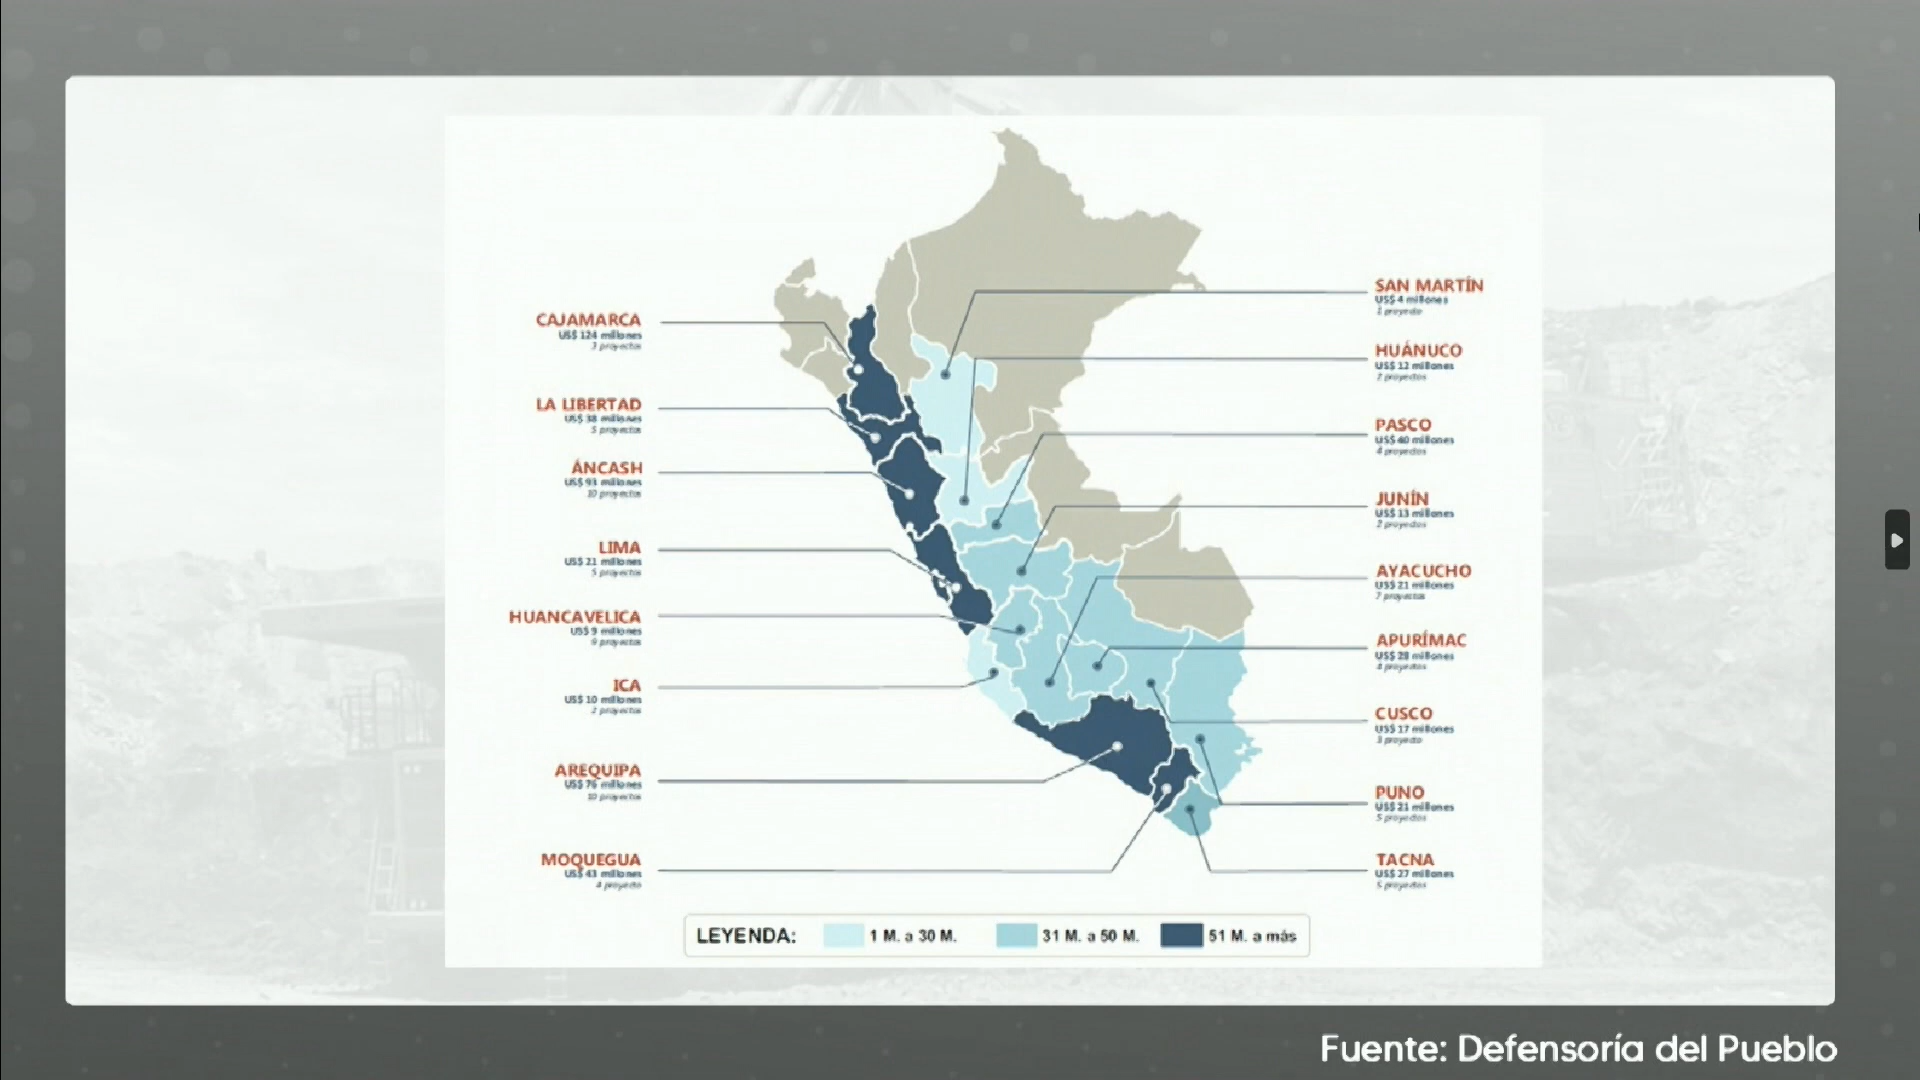 CAJAMARCA
US$ 124 millones
3 proyectos
LA LIBERTAD
US$ 38 millones
5 proyectos
ÁNCASH
US$ 93 millones
10 proyectos
LIMA
US$ 21 millones
5 proyectos
HUANCAVELICA
US$ 9 millones
9 proyectos
ICA
US$ 10 millones
2 proyectos
AREQUIPA
US$ 76 millones
10 proyectos
MOQUEGUA
US$ 43 millones
4 proyecto
SAN MARTÍN
US$ 4 millones
1 proyecto
HUÁNUCO
US$ 12 millones
2 proyectos
PASCO
US$ 40 millones
4 proyectos
JUNÍN
US$ 13 millones
2 proyectos
AYACUCHO
US$ 21 millones
7 proyectos
APURÍMAC
US$ 28 millones
4 proyectos
CUSCO
US$ 17 millones
3 proyecto
PUNO
US$ 21 millones
5 proyectos
TACNA
US$ 27 millones
5 proyectos
LEYENDA: 1 M. a 30 M. 31 M. a 50 M. 51 M. a más
Fuente: Defensoría del Pueblo